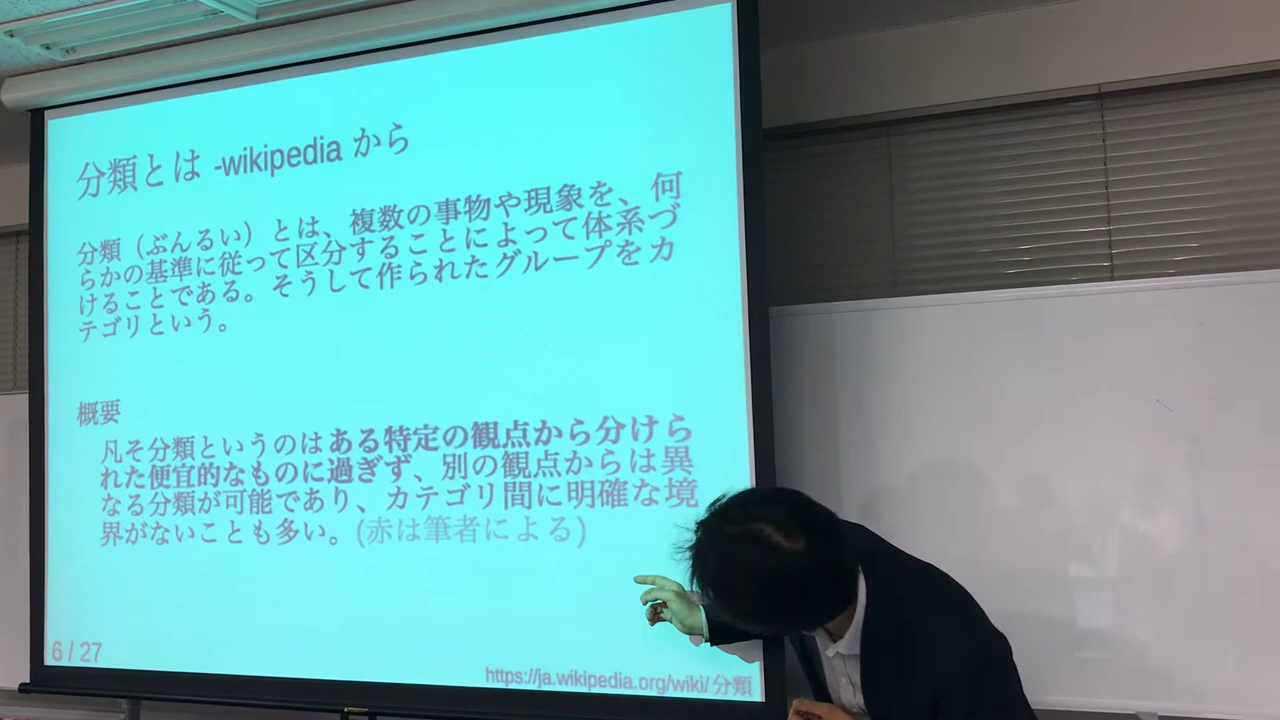 分類とは -wikipedia から
分類（ぶんるい）とは、複数の事物や現象を、何
らかの基準に従って区分することによって体系づ
けることである。そうして作られたグループをカ
テゴリという。
概要
凡そ分類というのはある特定の観点から分けら
れた便宜的なものに過ぎず、別の観点からは異
なる分類が可能であり、カテゴリ間に明確な境
界がないことも多い。(赤は筆者による)
6 / 27
https://ja.wikipedia.org/wiki/分類